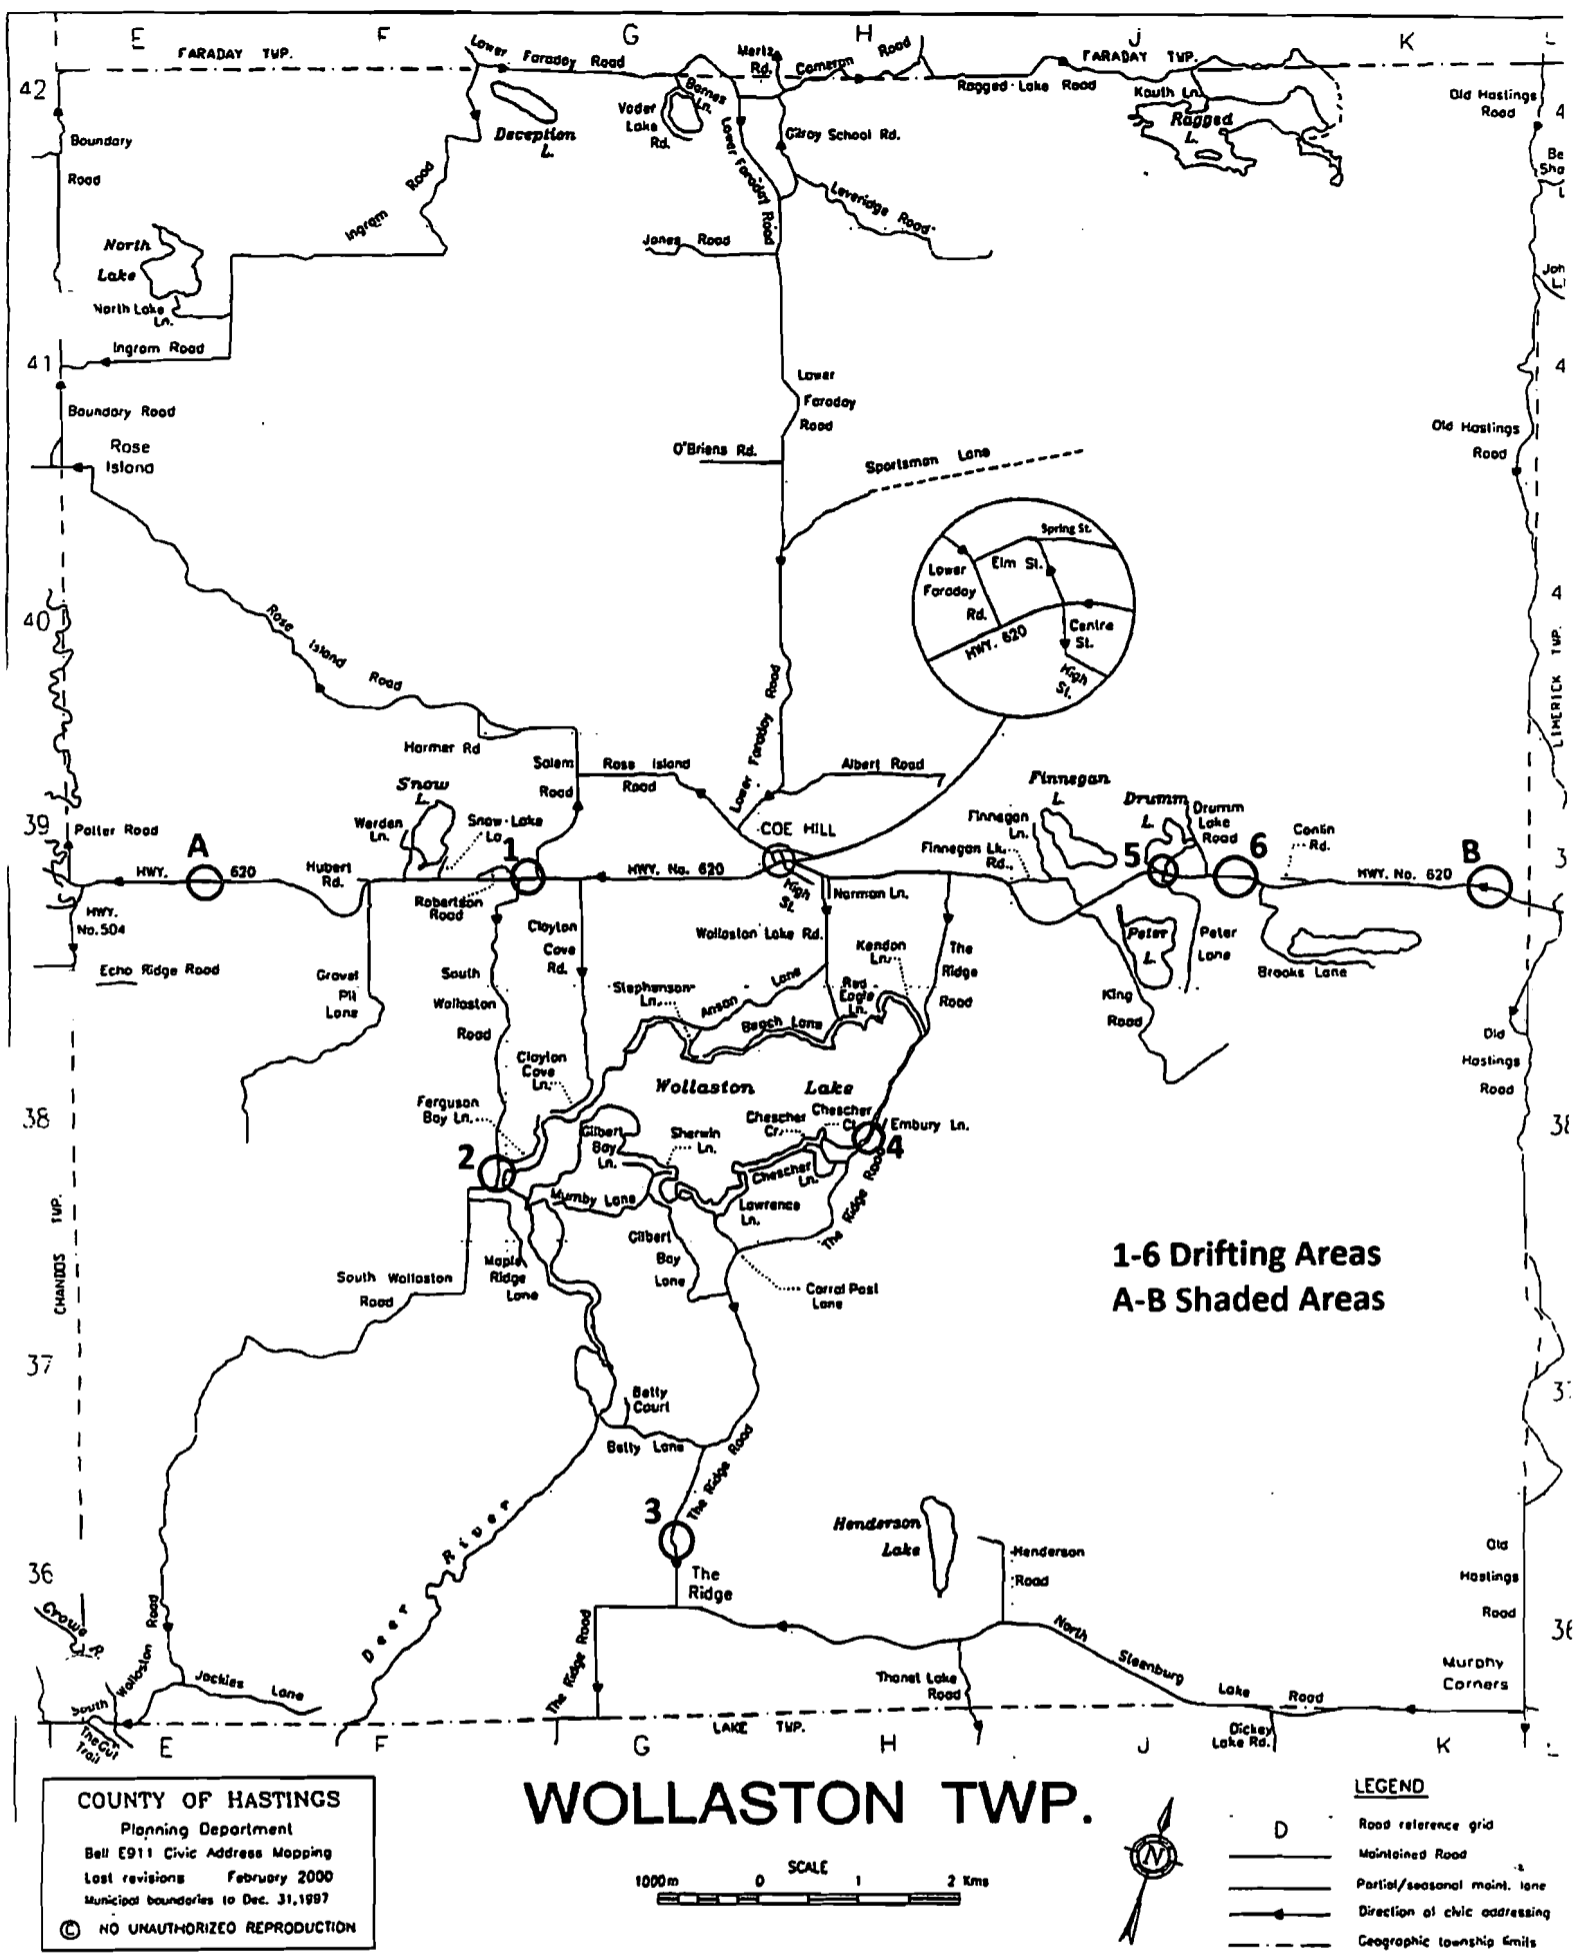 E F G H J K L
FARADAY TWP.
Lower Faraday Road
Martz
Rd.
Cameron Road
Ragged Lake Road
FARADAY TWP.
42
Boundary
Road
Deception
L.
Vader
Lake
Rd.
Barnes
Ln.
Lower Faraday Road
Gilroy School Rd.
Leveridge Road
Kauth Ln.
Ragged
L.
Old Hastings
Road
4
Be
Sha
L
Ingram Road
Jones Road
North
Lake
North Lake
Ln.
Joh
Ingram Road
41
Boundary Road
Rose
Island
Lower
Faraday
Road
O'Briens Rd.
Sportsman Lane
Old Hastings
Road
4
Spring St.
Elm St.
Lower
Faraday
Rd.
HWY. 620
Centre
St.
High
St.
40
4
LIMERICK TWP.
Rose Island Road
Harmer Rd
Salem
Road
Rose Island
Road
Lower Faraday Road
Albert Road
Snow
L.
Finnegan
L.
Drumm
L.
Drumm
Lake
Road
39
Potter Road
Werden
Ln.
Snow Lake
La
COE HILL
Finnegan
Ln.
Finnegan Lk.
Rd.
Conlin
Rd.
3
A
1
5
6
B
HWY. 620
Hubert
Rd.
HWY. No. 620
HWY. No. 620
HWY.
No.504
Robertson
Road
High
St.
Norman Ln.
Echo Ridge Road
Gravel
Pit
Lane
South
Wollaston
Road
Clayton
Cove
Rd.
Wollaston Lake Rd.
Kendon
Ln.
The
Ridge
Road
Peter
L.
Peter
Lane
Brooks Lane
King
Road
Stephenson
Ln.
Anson Lane
Red
Eagle
Ln.
Beach Lane
Old
Hastings
Road
Clayton
Cove
Ln.
Wollaston Lake
38
Ferguson
Bay Ln.
Gilbert
Bay
Ln.
Sherwin
Ln.
Chescher
Cr.
Chescher
Ct.
Embury Ln.
38
2
4
Chescher
Ln.
Mumby Lane
Lawrence
Ln.
The Ridge Road
CHANDOS TWP.
Maple
Ridge
Lane
Gilbert
Bay
Lane
Corral Post
Lane
South Wollaston
Road
1-6 Drifting Areas
A-B Shaded Areas
37
37
Betty
Court
Betty Lane
The Ridge Road
3
Deer River
The
Ridge
Henderson
Lake
Henderson
Road
Old
Hastings
Road
36
36
Crowe R.
South Wollaston Road
The Gut
Trail
Jackies Lane
The Ridge Road
Thanet Lake
Road
North Steenburg Lake Road
Murphy
Corners
LAKE TWP.
Dickey
Lake Rd.
E F G H J K L
COUNTY OF HASTINGS
Planning Department
Bell E911 Civic Address Mapping
Last revisions February 2000
Municipal boundaries to Dec. 31,1997
© NO UNAUTHORIZED REPRODUCTION
WOLLASTON TWP.
SCALE
1000m 0 1 2 Kms
N
LEGEND
D Road reference grid
Maintained Road
Partial/seasonal maint. lane
Direction of civic addressing
Geographic township limits